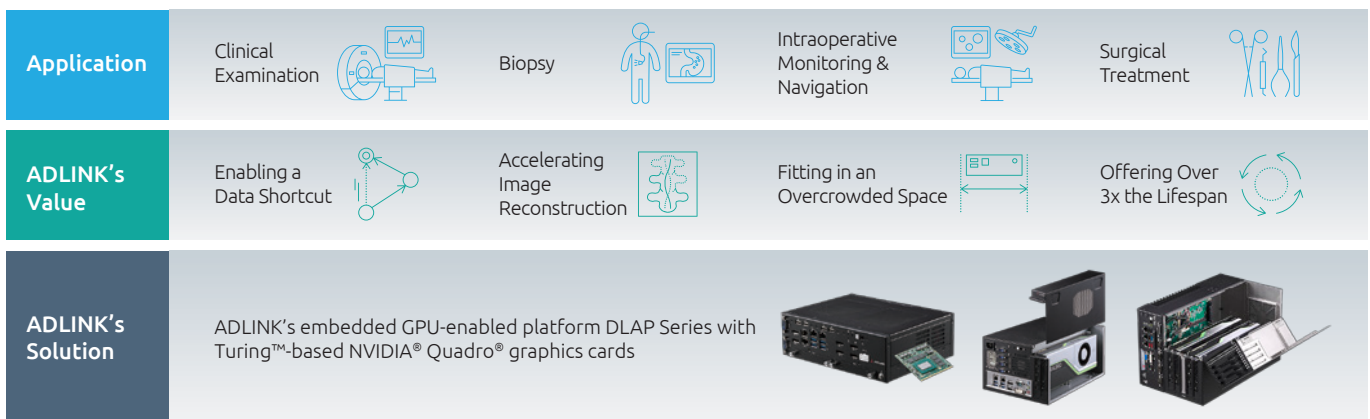 Application
Clinical
Examination
Biopsy
Intraoperative
Monitoring &
Navigation
Surgical
Treatment
ADLINK's
Value
Enabling a
Data Shortcut
Accelerating
Image
Reconstruction
Fitting in an
Overcrowded Space
Offering Over
3x the Lifespan
ADLINK's
Solution
ADLINK's embedded GPU-enabled platform DLAP Series with
Turing™-based NVIDIA® Quadro® graphics cards